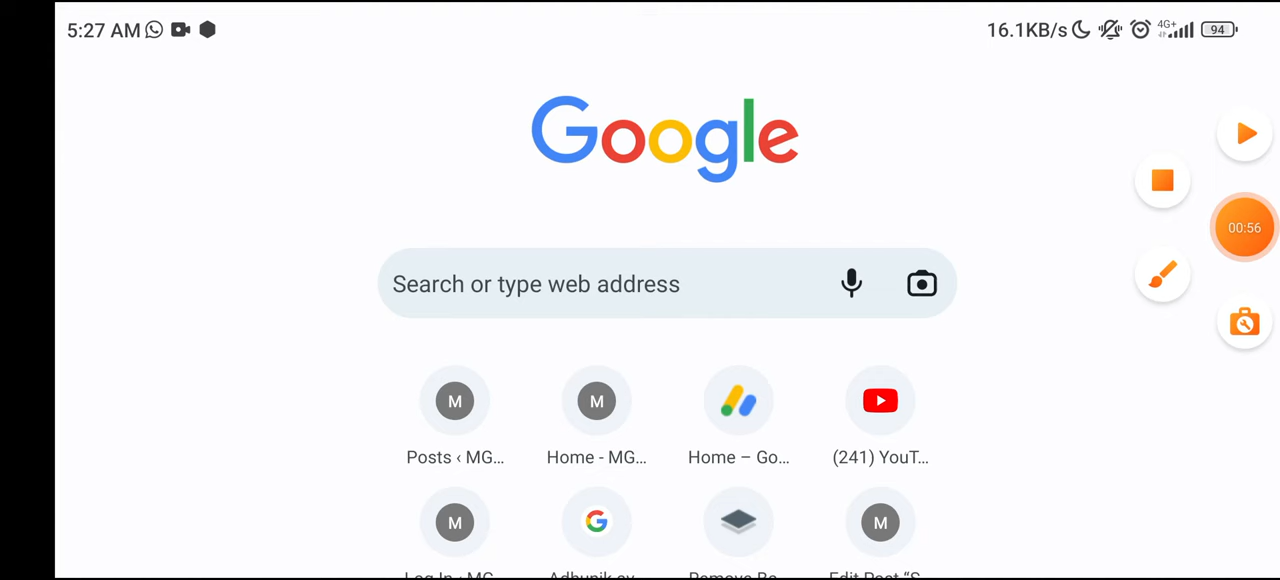 5:27 AM
16.1KB/s 4G+ 94
Google
00:56
Search or type web address
M M
Posts ‹ MG... Home - MG... Home – Go... (241) YouT...
M G M